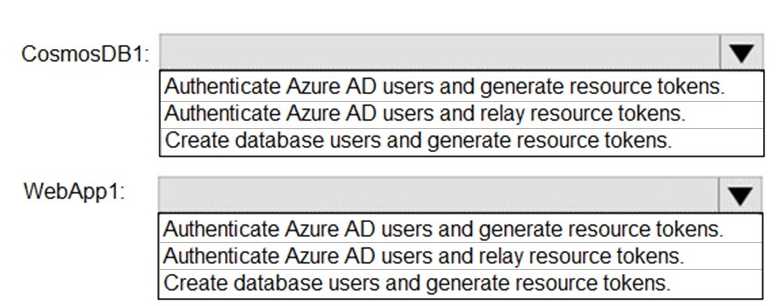 CosmosDB1:
Authenticate Azure AD users and generate resource tokens.
Authenticate Azure AD users and relay resource tokens.
Create database users and generate resource tokens.
WebApp1:
Authenticate Azure AD users and generate resource tokens.
Authenticate Azure AD users and relay resource tokens.
Create database users and generate resource tokens.